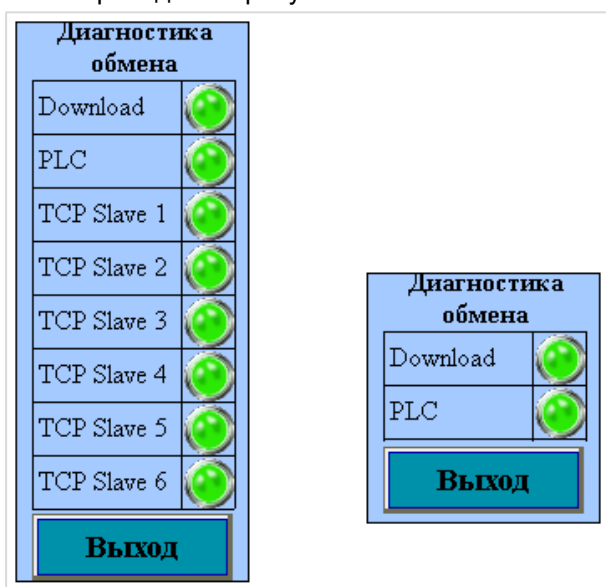 Диагностика
обмена
Download
PLC
TCP Slave 1
TCP Slave 2
TCP Slave 3
TCP Slave 4
TCP Slave 5
TCP Slave 6
Выход
Диагностика
обмена
Download
PLC
Выход